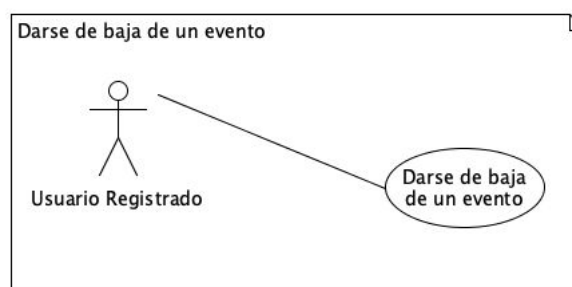 Darse de baja de un evento
Usuario Registrado
Darse de baja
de un evento